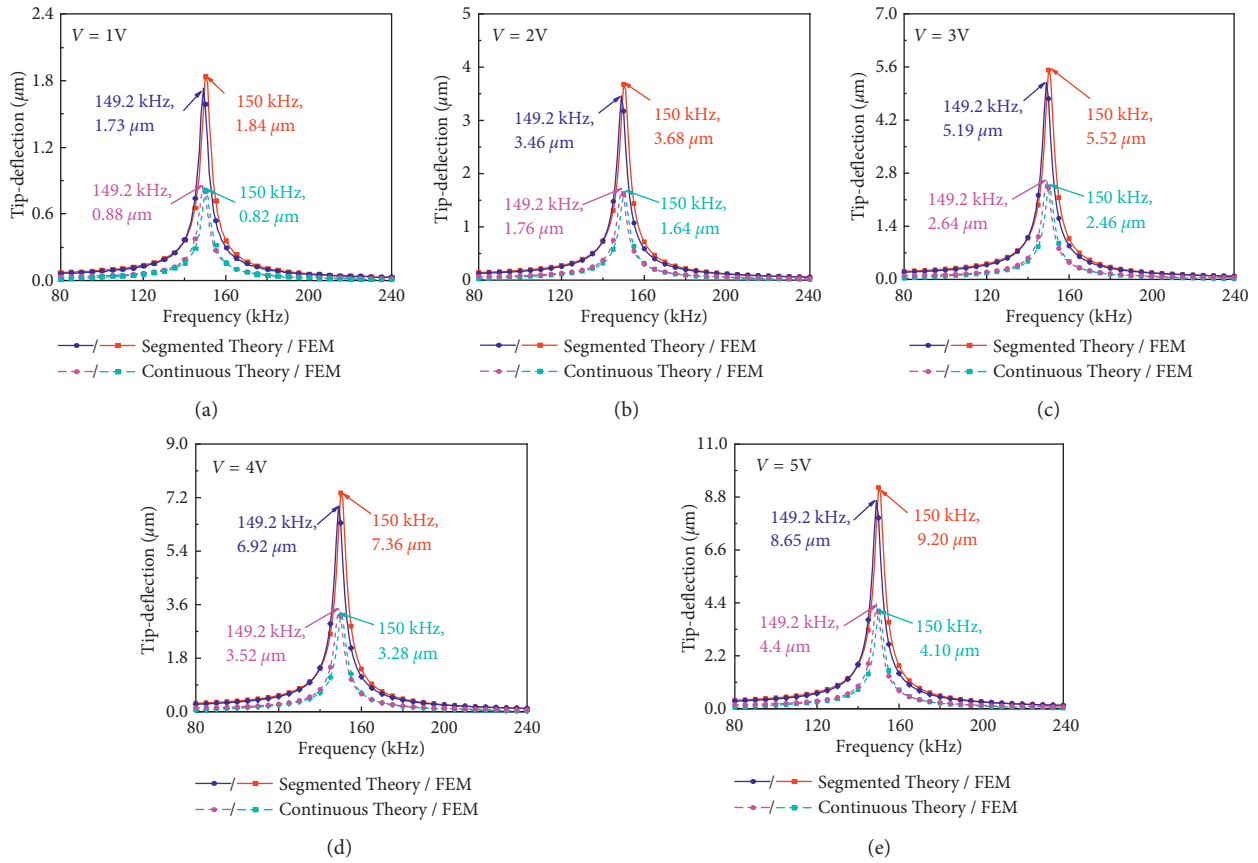 V = 1V
Tip-deflection (μm)
2.4
1.8
1.2
0.6
0.0
149.2 kHz,
1.73 μm
150 kHz,
1.84 μm
149.2 kHz,
0.88 μm
150 kHz,
0.82 μm
80 120 160 200 240
Frequency (kHz)
/ Segmented Theory / FEM
/ Continuous Theory / FEM
(a)
V = 2V
Tip-deflection (μm)
5
4
3
2
1
0
149.2 kHz,
3.46 μm
150 kHz,
3.68 μm
149.2 kHz,
1.76 μm
150 kHz,
1.64 μm
80 120 160 200 240
Frequency (kHz)
/ Segmented Theory / FEM
/ Continuous Theory / FEM
(b)
V = 3V
Tip-deflection (μm)
7.0
5.6
4.2
2.8
1.4
0.0
149.2 kHz,
5.19 μm
150 kHz,
5.52 μm
149.2 kHz,
2.64 μm
150 kHz,
2.46 μm
80 120 160 200 240
Frequency (kHz)
/ Segmented Theory / FEM
/ Continuous Theory / FEM
(c)
V = 4V
Tip-deflection (μm)
9.0
7.2
5.4
3.6
1.8
0.0
149.2 kHz,
6.92 μm
150 kHz,
7.36 μm
149.2 kHz,
3.52 μm
150 kHz,
3.28 μm
80 120 160 200 240
Frequency (kHz)
/ Segmented Theory / FEM
/ Continuous Theory / FEM
(d)
V = 5V
Tip-deflection (μm)
11.0
8.8
6.6
4.4
2.2
0.0
149.2 kHz,
8.65 μm
150 kHz,
9.20 μm
149.2 kHz,
4.4 μm
150 kHz,
4.10 μm
80 120 160 200 240
Frequency (kHz)
/ Segmented Theory / FEM
/ Continuous Theory / FEM
(e)